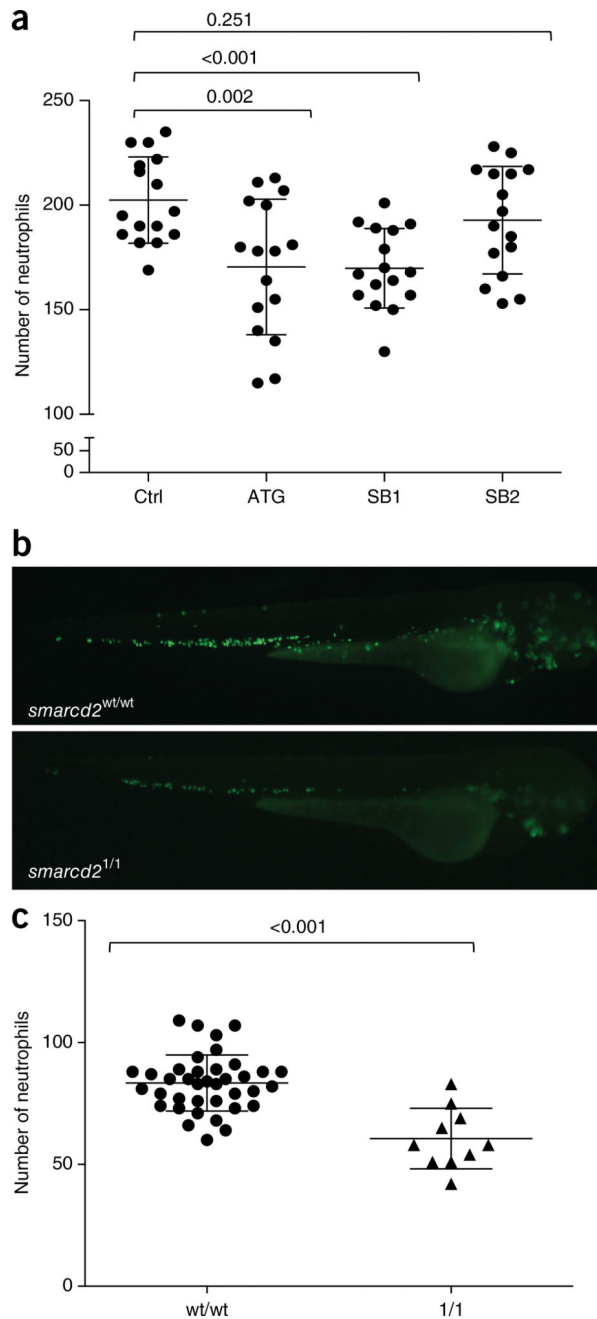 a
0.251
<0.001
0.002
250
200
150
100
50
0
Number of neutrophils
Ctrl ATG SB1 SB2
b
smarcd2wt/wt
smarcd21/1
c
<0.001
150
100
50
0
Number of neutrophils
wt/wt 1/1